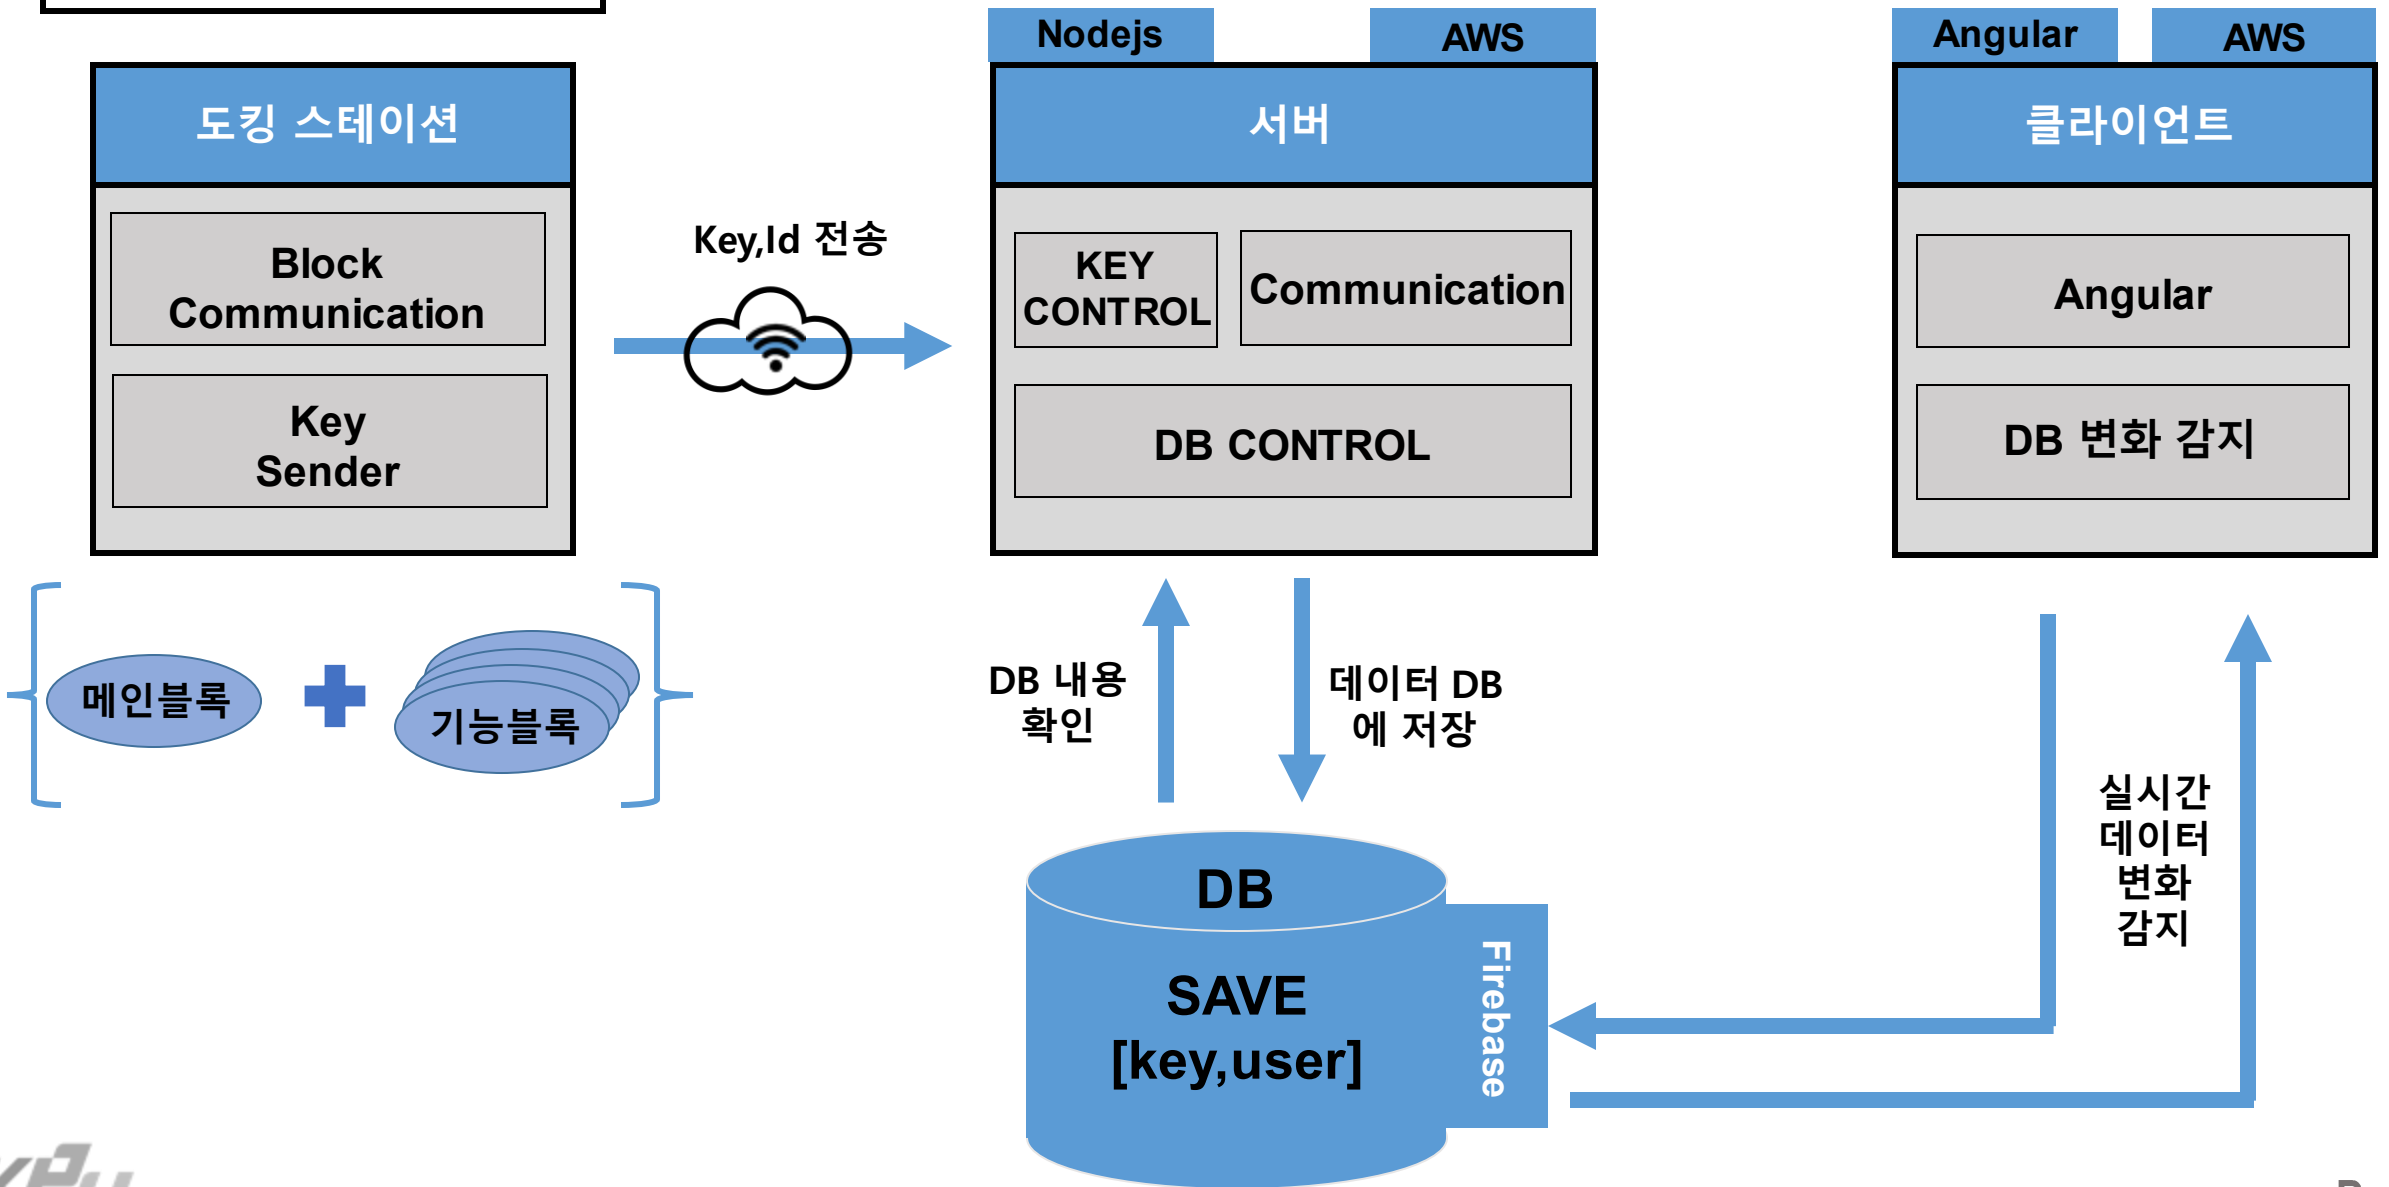 Nodejs
AWS
Angular
AWS
도킹 스테이션
서버
클라이언트
Block
Communication
Key
Sender
Key,Id 전송
KEY
CONTROL
Communication
DB CONTROL
Angular
DB 변화 감지
메인블록
기능블록
DB 내용
확인
데이터 DB
에 저장
실시간
데이터
변화
감지
DB
SAVE
[key,user]
Firebase